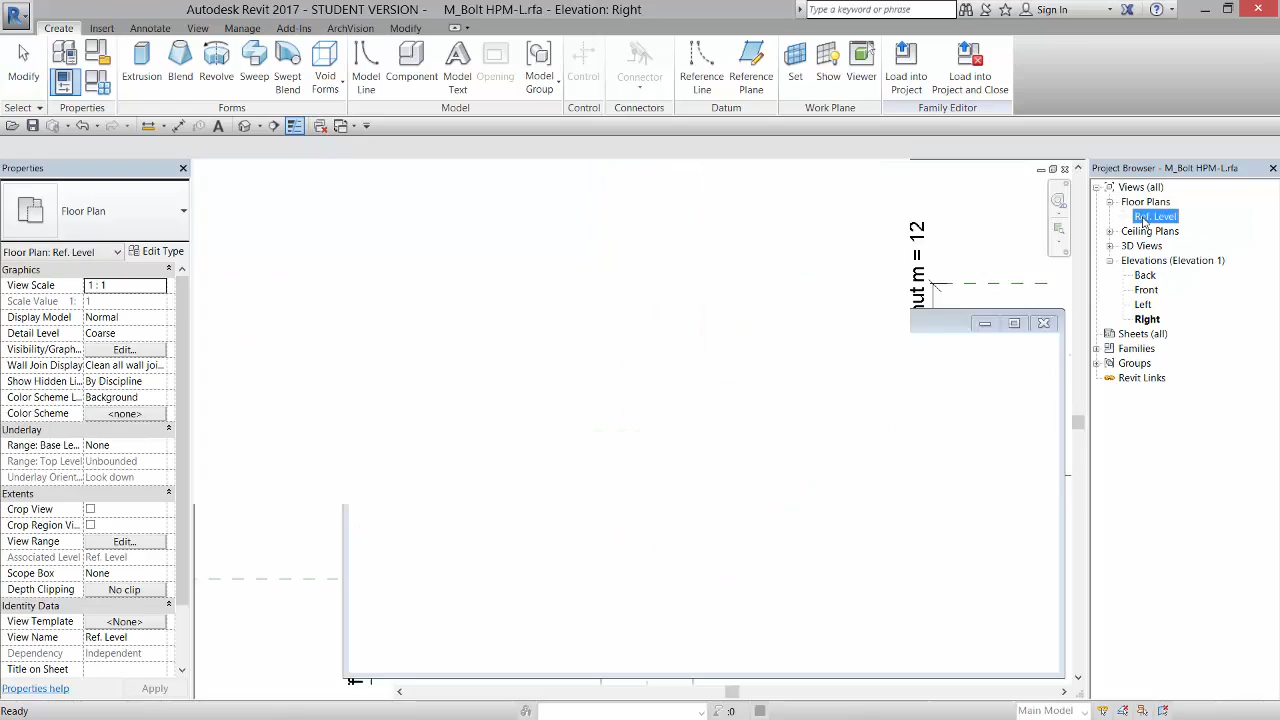 Autodesk Revit 2017 - STUDENT VERSION - M_Bolt HPM-L.rfa - Elevation: Right
Type a keyword or phrase
Sign In
Create Insert Annotate View Manage Add-Ins ArchVision Modify
Modify
Extrusion Blend Revolve Sweep Swept Blend Void Forms
Model Line Component Model Text Opening Model Group
Control Connector
Reference Line Reference Plane
Set Show Viewer
Load into Project Load into Project and Close
Select Properties Forms Model Control Connectors Datum Work Plane Family Editor
Properties
Floor Plan
Floor Plan: Ref. Level Edit Type
Graphics
View Scale 1 : 1
Scale Value 1: 1
Display Model Normal
Detail Level Coarse
Visibility/Graph... Edit...
Wall Join Display Clean all wall joi...
Show Hidden Li... By Discipline
Color Scheme L... Background
Color Scheme <none>
Underlay
Range: Base Le... None
Range: Top Level Unbounded
Underlay Orient... Look down
Extents
Crop View
Crop Region Vi...
View Range Edit...
Associated Level Ref. Level
Scope Box None
Depth Clipping No clip
Identity Data
View Template <None>
View Name Ref. Level
Dependency Independent
Title on Sheet
Properties help Apply
m = 12
Project Browser - M_Bolt HPM-L.rfa
Views (all)
Floor Plans
Ref. Level
Ceiling Plans
3D Views
Elevations (Elevation 1)
Back
Front
Left
Right
Sheets (all)
Families
Groups
Revit Links
Ready
:0
Main Model